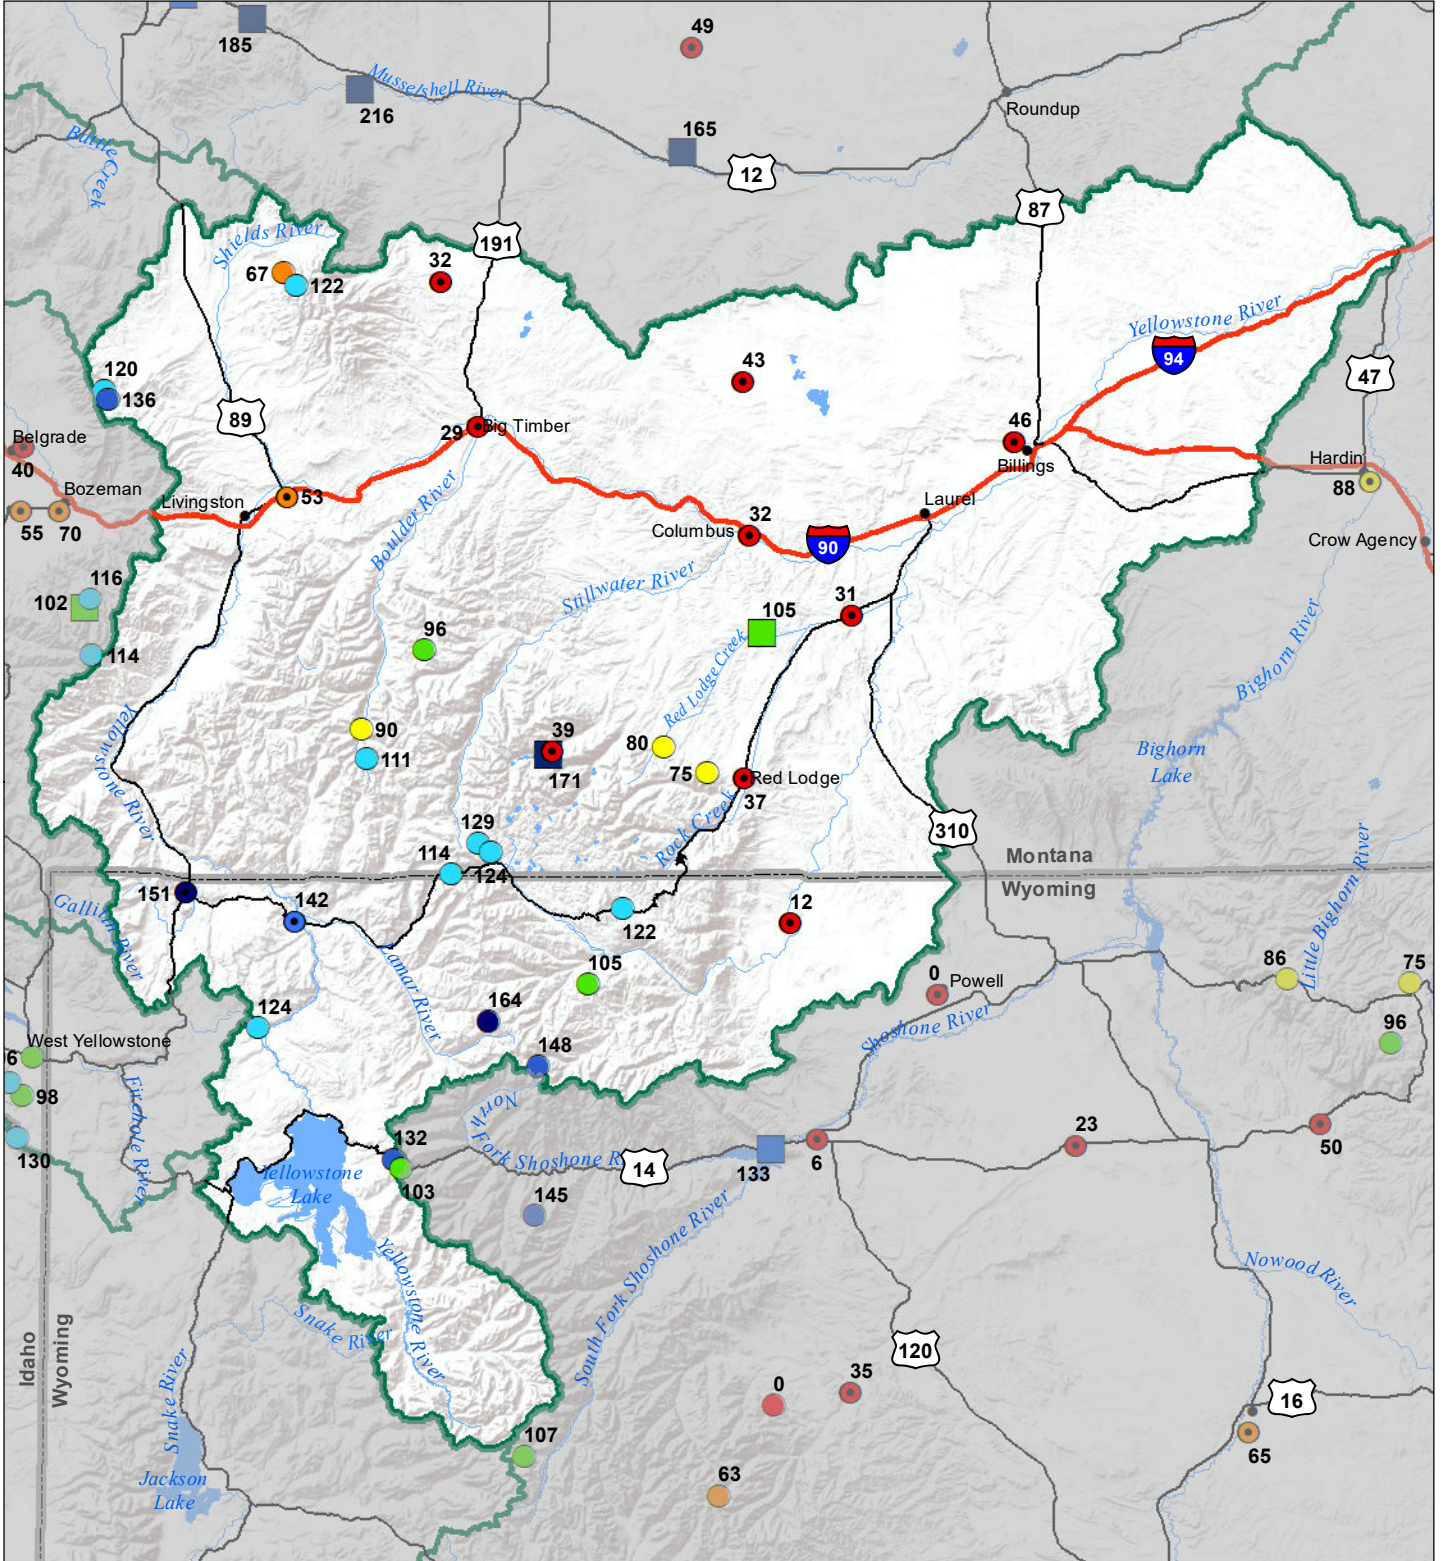 185
49
Musselshell River
216
Roundup
165
12
Battle
Creek
87
Shields River
191
67
122
32
Yellowstone River
94
43
47
120
136
89
29
Big Timber
46
Billings
Belgrade
40
Hardin
88
Bozeman
Livingston
53
Laurel
55
70
Boulder River
Columbus
32
90
Crow Agency
Stillwater River
116
102
105
31
96
114
Red Lodge Creek
Bighorn River
Yellowstone River
90
111
39
171
80
75
Red Lodge
37
Bighorn
Lake
129
114
124
Rock Creek
310
Montana
Wyoming
Little Bighorn River
151
142
122
12
Gallatin River
Lamar River
105
164
0
Powell
86
75
124
148
Shoshone River
96
West Yellowstone
6
98
Firehole River
130
North
Fork Shoshone R
132
103
14
133
6
23
50
Yellowstone
Lake
145
South Fork Shoshone River
Yellowstone River
Nowood River
Snake River
Idaho
Wyoming
Snake River
120
0
35
16
65
107
63
Jackson
Lake